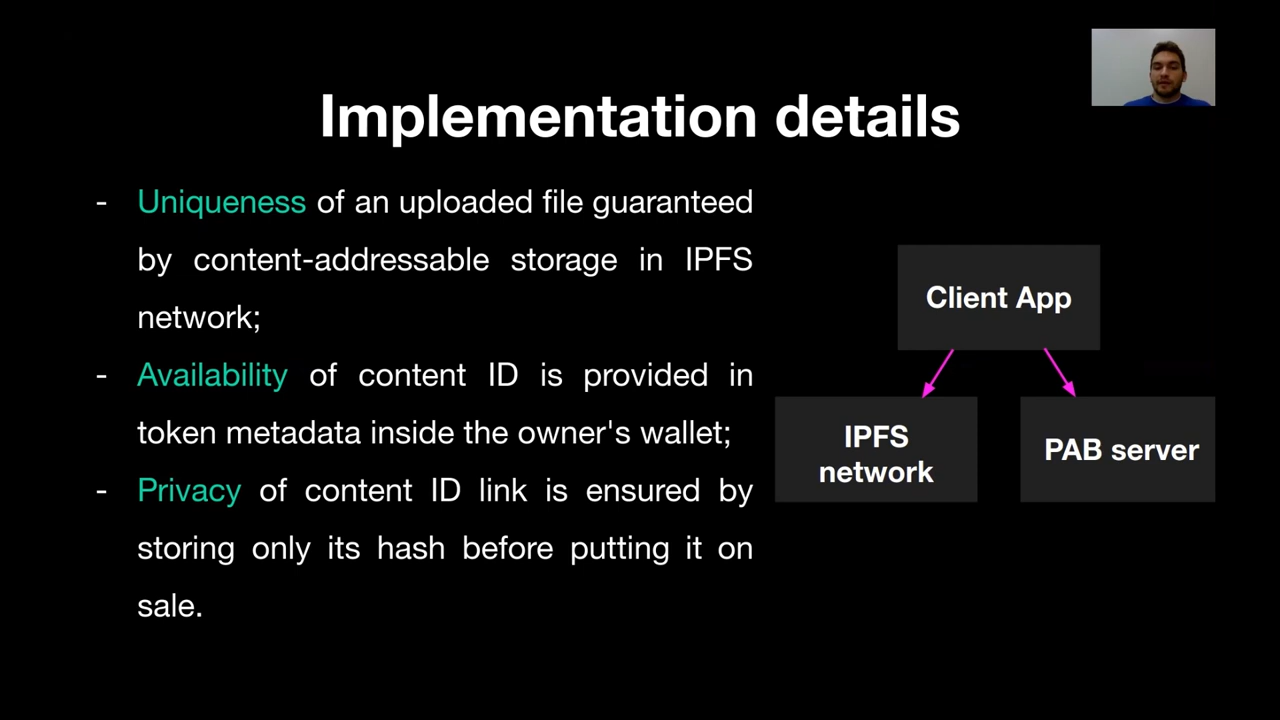 Implementation details
- Uniqueness of an uploaded file guaranteed
by content-addressable storage in IPFS
network;
- Availability of content ID is provided in
token metadata inside the owner's wallet;
- Privacy of content ID link is ensured by
storing only its hash before putting it on
sale.
Client App
IPFS
network
PAB server